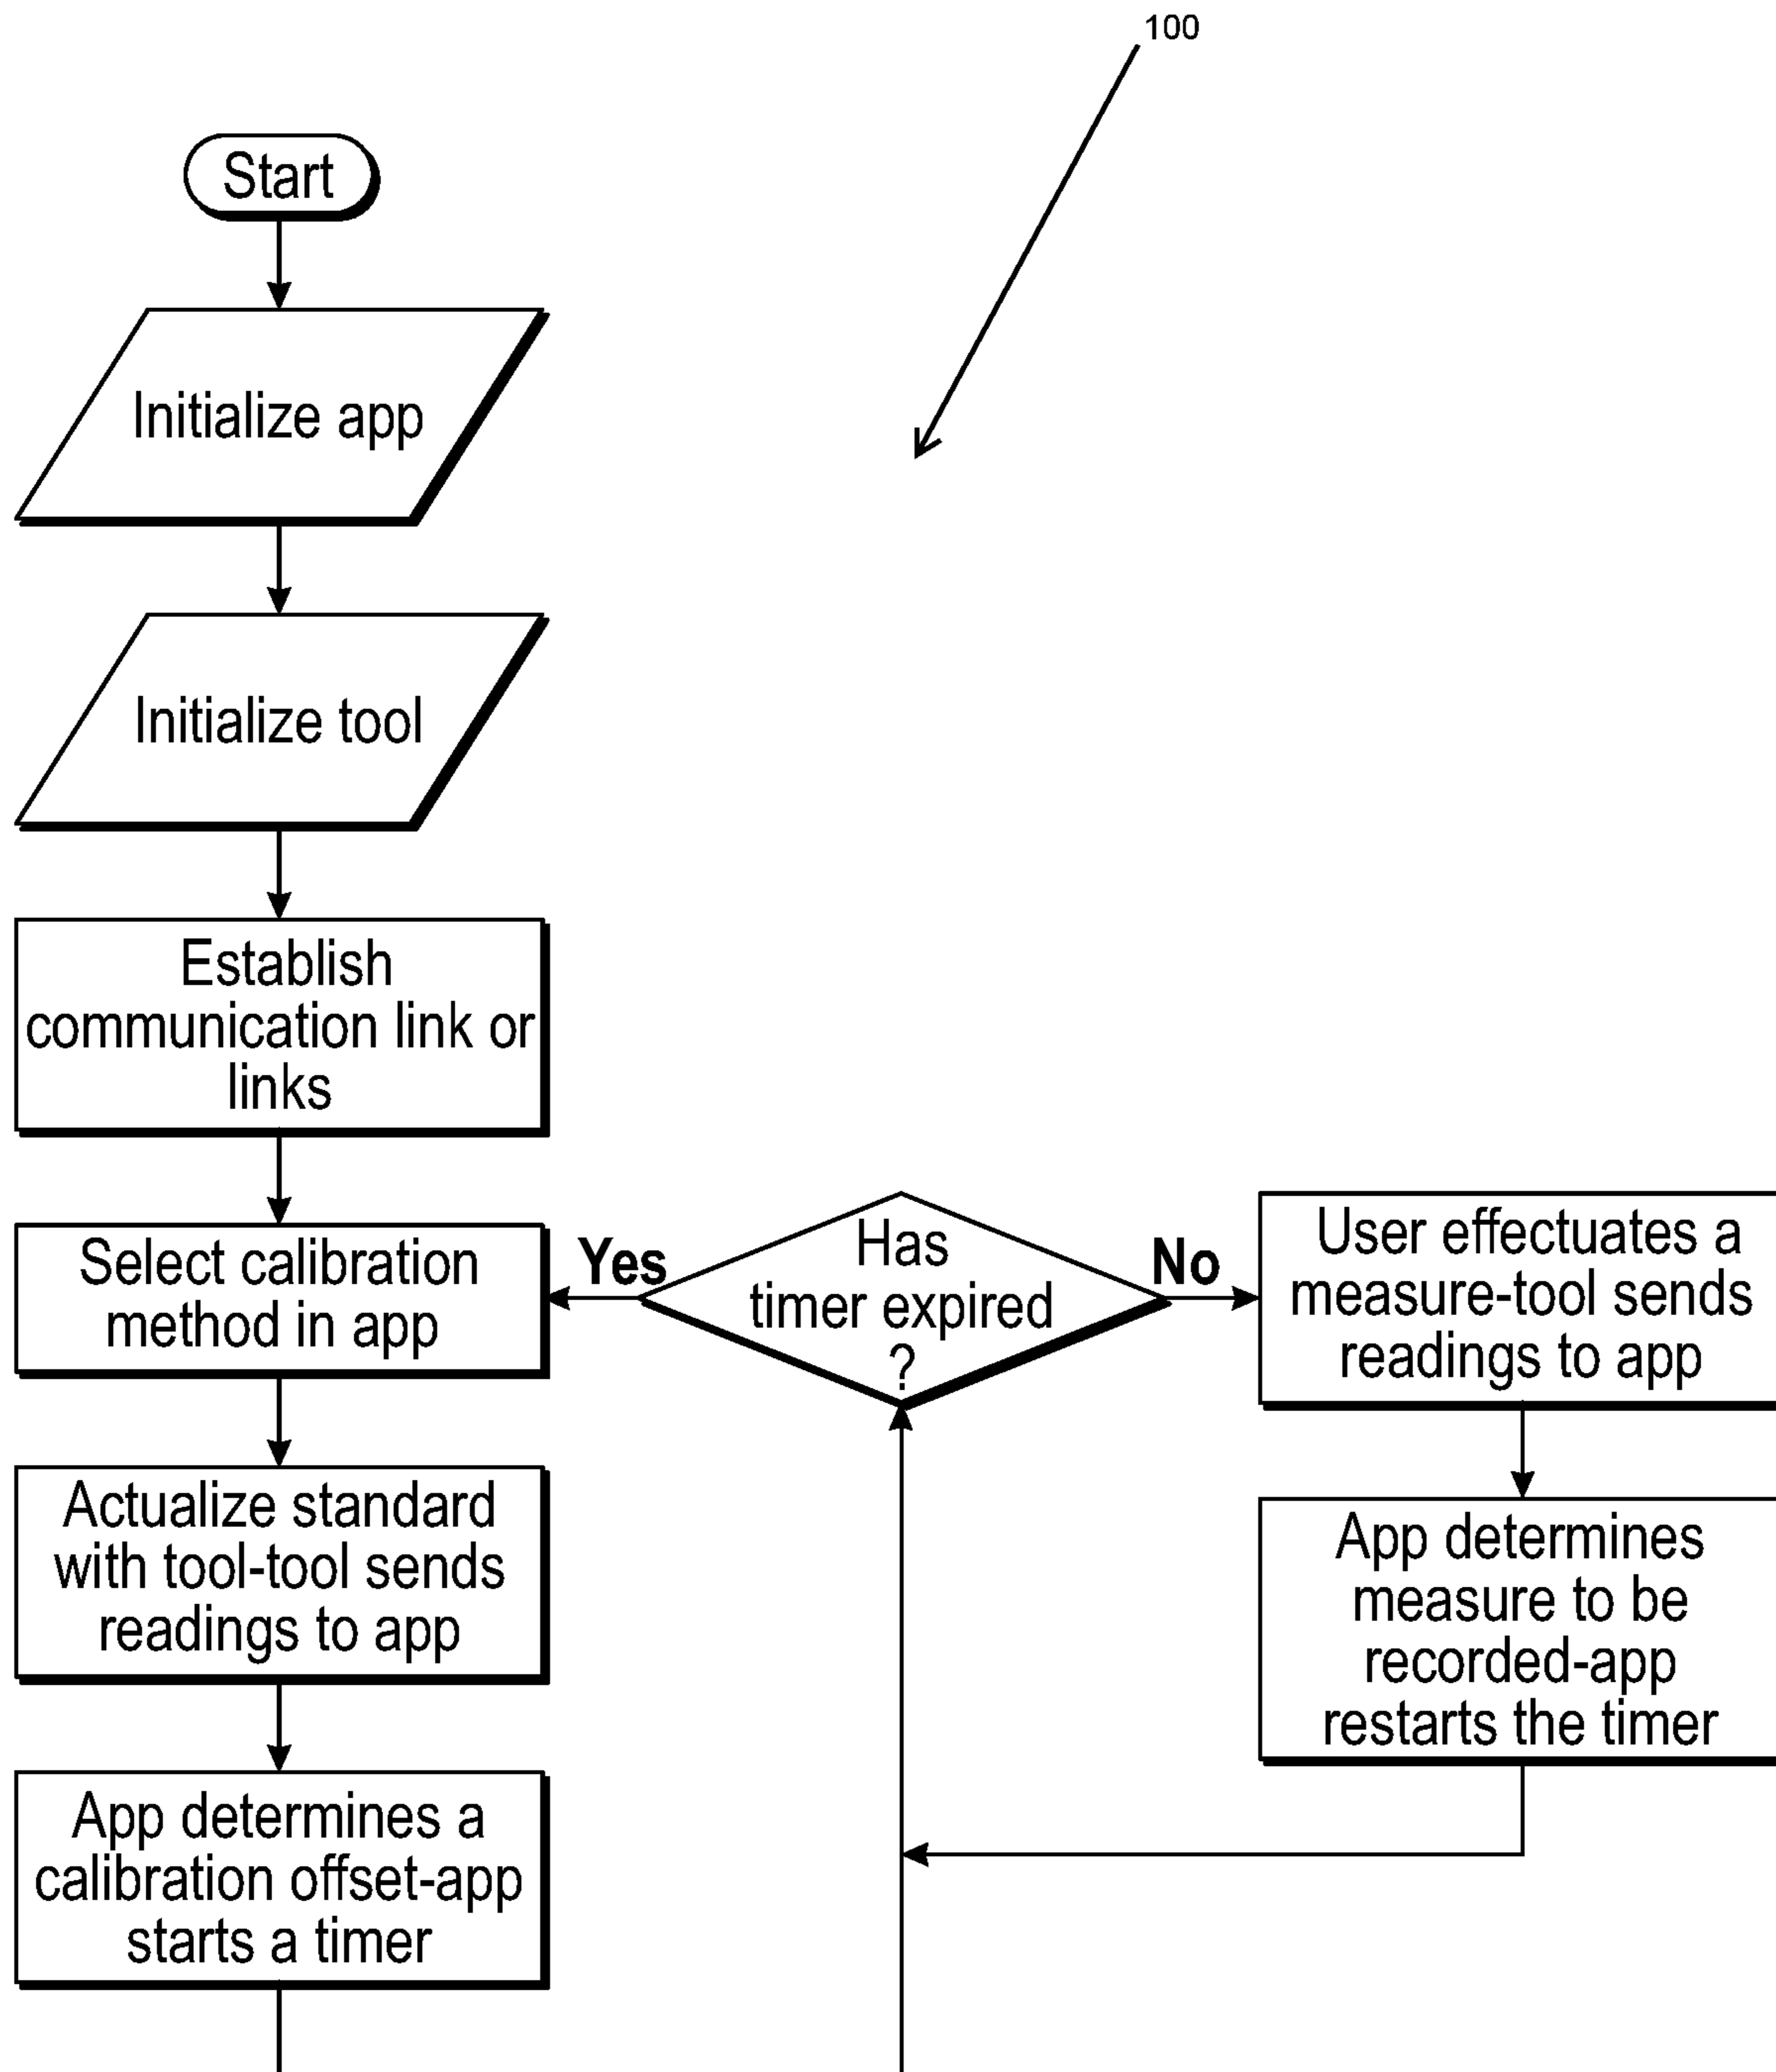 100
Start
Initialize app
Initialize tool
Establish
communication link or
links
Select calibration
method in app
Yes
Has
timer expired
?
No
User effectuates a
measure-tool sends
readings to app
Actualize standard
with tool-tool sends
readings to app
App determines
measure to be
recorded-app
restarts the timer
App determines a
calibration offset-app
starts a timer